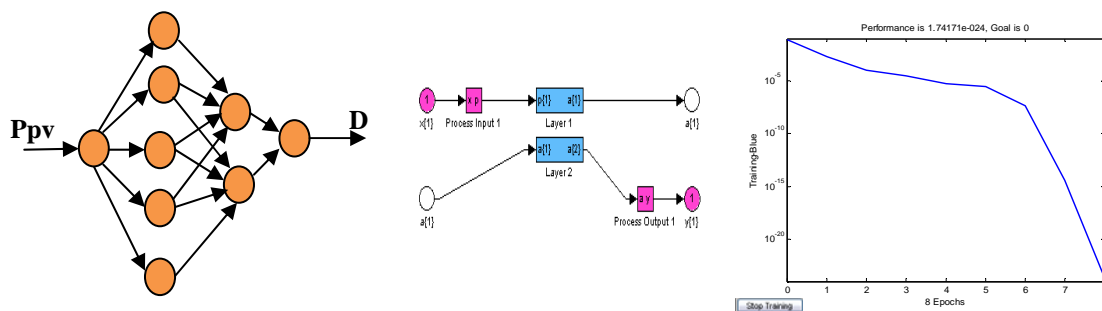 Ppv
D
1
x p
p{1} a{1}
x{1}
Process Input 1
Layer 1
a{1}
a{1} a{2}
Layer 2
a y
1
a{1}
Process Output 1
y{1}
Performance is 1.74171e-024, Goal is 0
Training-Blue
10^-5
10^-10
10^-15
10^-20
0 1 2 3 4 5 6 7
8 Epochs
Stop Training